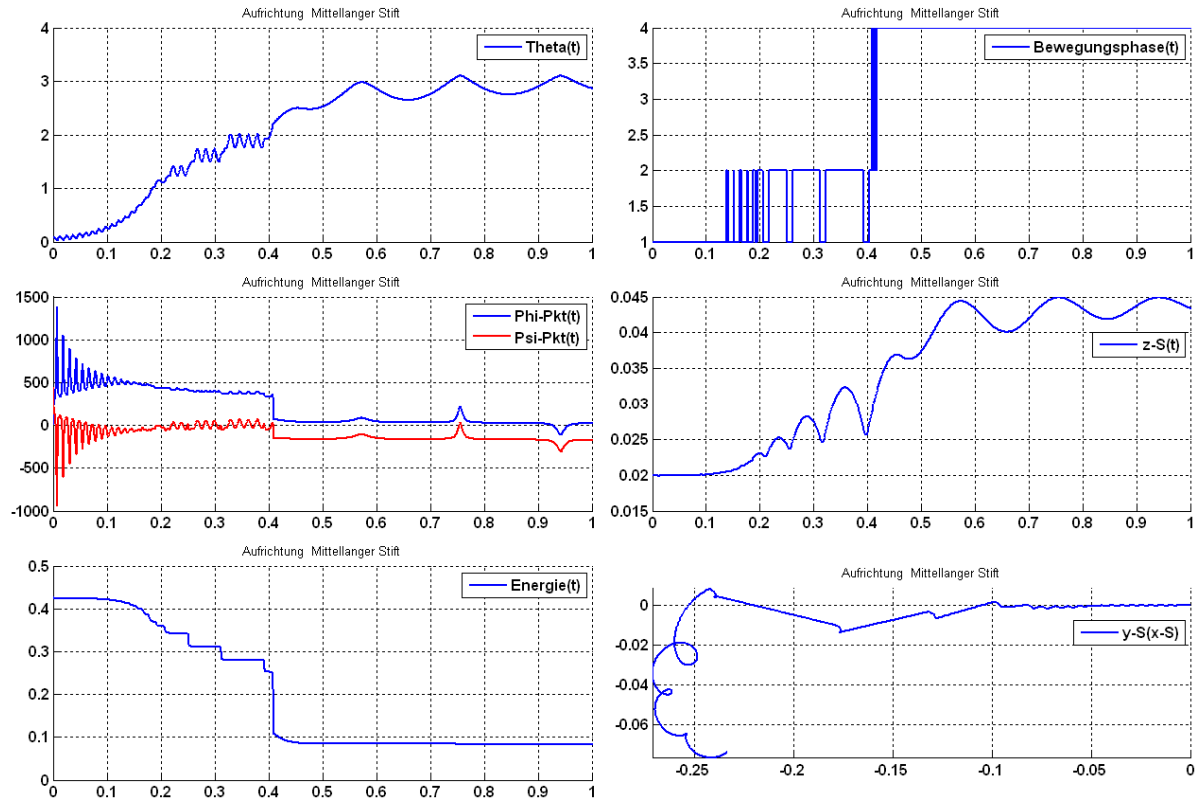 Aufrichtung  Mittellanger Stift
4
3
2
1
0
0 0.1 0.2 0.3 0.4 0.5 0.6 0.7 0.8 0.9 1
Theta(t)
Aufrichtung  Mittellanger Stift
4
3.5
3
2.5
2
1.5
1
0 0.1 0.2 0.3 0.4 0.5 0.6 0.7 0.8 0.9 1
Bewegungsphase(t)
Aufrichtung  Mittellanger Stift
1500
1000
500
0
-500
-1000
0 0.1 0.2 0.3 0.4 0.5 0.6 0.7 0.8 0.9 1
Phi-Pkt(t)
Psi-Pkt(t)
Aufrichtung  Mittellanger Stift
0.045
0.04
0.035
0.03
0.025
0.02
0.015
0 0.1 0.2 0.3 0.4 0.5 0.6 0.7 0.8 0.9 1
z-S(t)
Aufrichtung  Mittellanger Stift
0.5
0.4
0.3
0.2
0.1
0
0 0.1 0.2 0.3 0.4 0.5 0.6 0.7 0.8 0.9 1
Energie(t)
Aufrichtung  Mittellanger Stift
0
-0.02
-0.04
-0.06
-0.25 -0.2 -0.15 -0.1 -0.05 0
y-S(x-S)